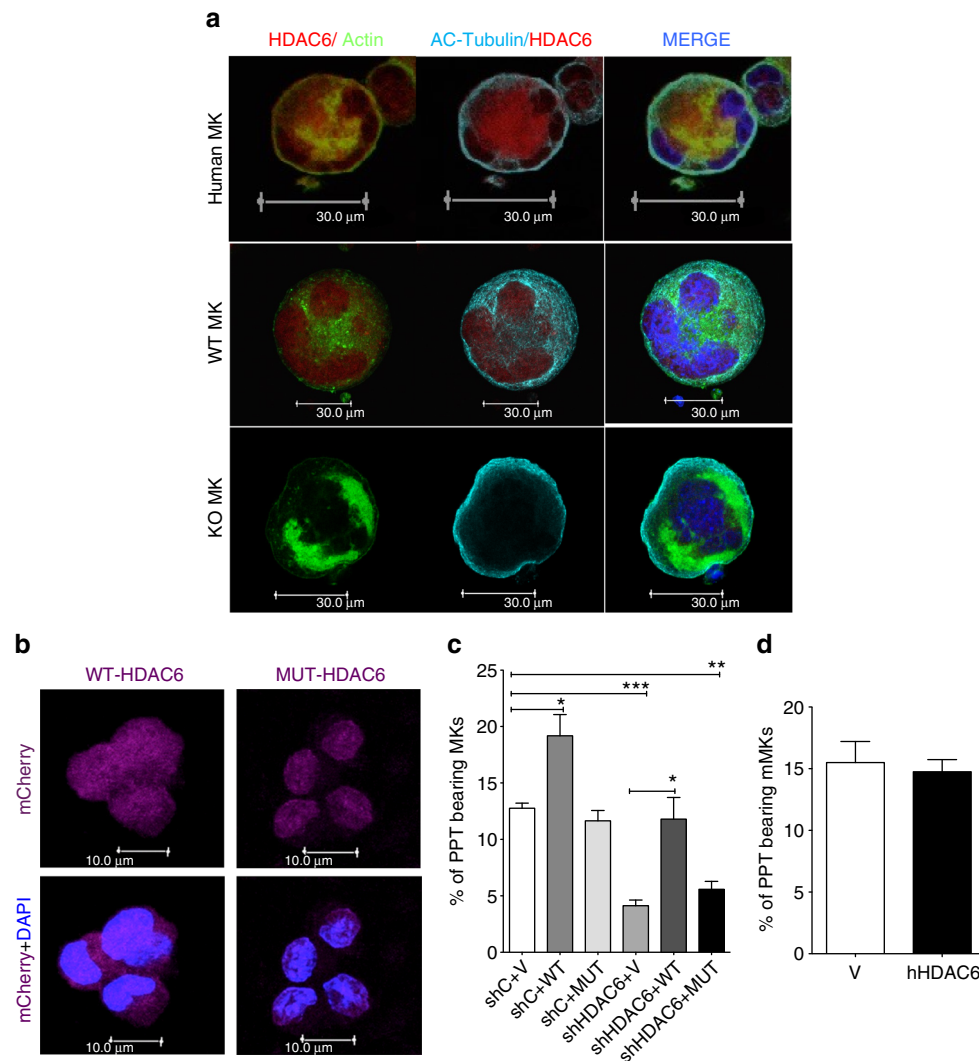 a
HDAC6/ Actin
AC-Tubulin/HDAC6
MERGE
Human MK
30.0 µm
30.0 µm
30.0 µm
WT MK
30.0 µm
30.0 µm
30.0 µm
KO MK
30.0 µm
30.0 µm
30.0 µm
b
WT-HDAC6
MUT-HDAC6
mCherry
10.0 µm
10.0 µm
mCherry+DAPI
10.0 µm
10.0 µm
c
% of PPT bearing MKs
25
20
15
10
5
0
*
***
**
*
shC+V
shC+WT
shC+MUT
shHDAC6+V
shHDAC6+WT
shHDAC6+MUT
d
% of PPT bearing mMKs
20
15
10
5
0
V
hHDAC6